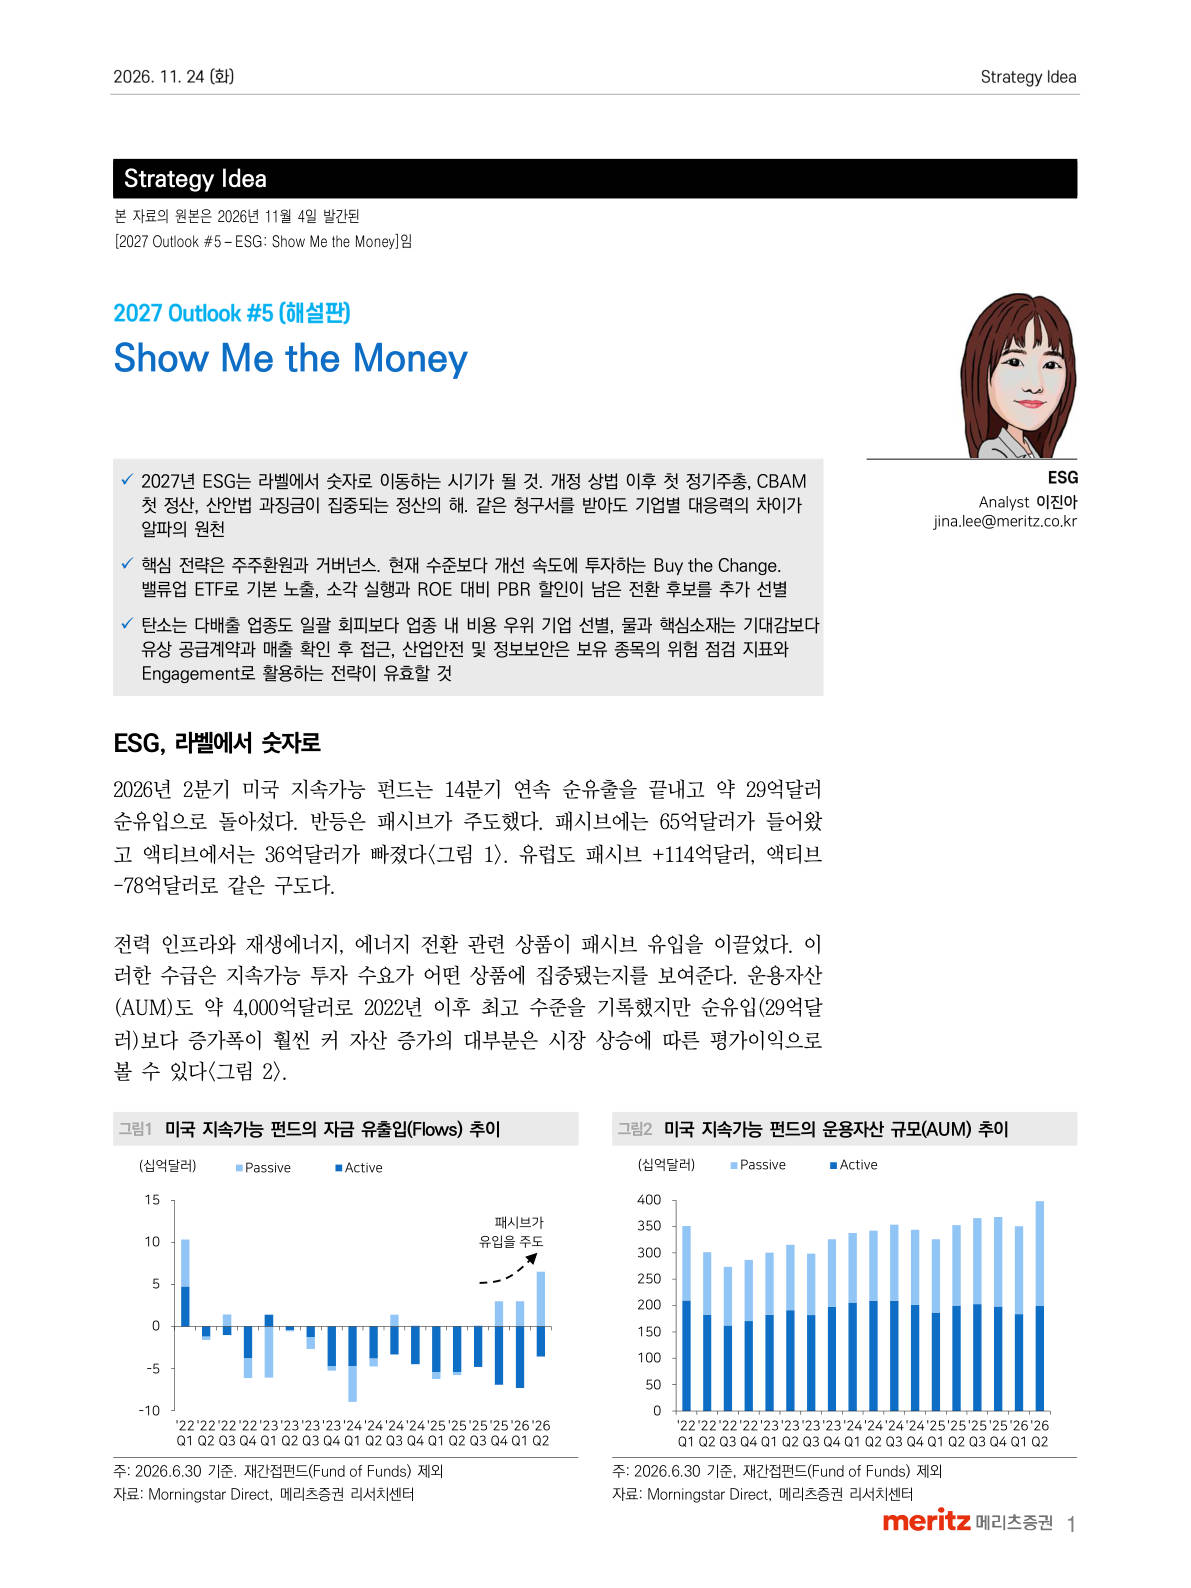 2026. 11. 24 (화)
Strategy Idea
Strategy Idea
본 자료의 원본은 2026년 11월 4일 발간된
[2027 Outlook #5 – ESG: Show Me the Money]임
2027 Outlook #5 (해설판)
Show Me the Money
ESG
Analyst 이진아
jina.lee@meritz.co.kr
✓ 2027년 ESG는 라벨에서 숫자로 이동하는 시기가 될 것. 개정 상법 이후 첫 정기주총, CBAM
첫 정산, 산안법 과징금이 집중되는 정산의 해. 같은 청구서를 받아도 기업별 대응력의 차이가
알파의 원천
✓ 핵심 전략은 주주환원과 거버넌스. 현재 수준보다 개선 속도에 투자하는 Buy the Change.
밸류업 ETF로 기본 노출, 소각 실행과 ROE 대비 PBR 할인이 남은 전환 후보를 추가 선별
✓ 탄소는 다배출 업종도 일괄 회피보다 업종 내 비용 우위 기업 선별, 물과 핵심소재는 기대감보다
유상 공급계약과 매출 확인 후 접근, 산업안전 및 정보보안은 보유 종목의 위험 점검 지표와
Engagement로 활용하는 전략이 유효할 것
ESG, 라벨에서 숫자로
2026년 2분기 미국 지속가능 펀드는 14분기 연속 순유출을 끝내고 약 29억달러
순유입으로 돌아섰다. 반등은 패시브가 주도했다. 패시브에는 65억달러가 들어왔
고 액티브에서는 36억달러가 빠졌다〈그림 1〉. 유럽도 패시브 +114억달러, 액티브
-78억달러로 같은 구도다.
전력 인프라와 재생에너지, 에너지 전환 관련 상품이 패시브 유입을 이끌었다. 이
러한 수급은 지속가능 투자 수요가 어떤 상품에 집중됐는지를 보여준다. 운용자산
(AUM)도 약 4,000억달러로 2022년 이후 최고 수준을 기록했지만 순유입(29억달
러)보다 증가폭이 훨씬 커 자산 증가의 대부분은 시장 상승에 따른 평가이익으로
볼 수 있다〈그림 2〉.
그림1 미국 지속가능 펀드의 자금 유출입(Flows) 추이
(십억달러)
Passive
Active
15
10
5
0
-5
-10
패시브가
유입을 주도
'22 '22 '22 '22 '23 '23 '23 '23 '24 '24 '24 '24 '25 '25 '25 '25 '26 '26
Q1 Q2 Q3 Q4 Q1 Q2 Q3 Q4 Q1 Q2 Q3 Q4 Q1 Q2 Q3 Q4 Q1 Q2
주: 2026.6.30 기준. 재간접펀드(Fund of Funds) 제외
자료: Morningstar Direct, 메리츠증권 리서치센터
그림2 미국 지속가능 펀드의 운용자산 규모(AUM) 추이
(십억달러)
Passive
Active
400
350
300
250
200
150
100
50
0
'22 '22 '22 '22 '23 '23 '23 '23 '24 '24 '24 '24 '25 '25 '25 '25 '26 '26
Q1 Q2 Q3 Q4 Q1 Q2 Q3 Q4 Q1 Q2 Q3 Q4 Q1 Q2 Q3 Q4 Q1 Q2
주: 2026.6.30 기준, 재간접펀드(Fund of Funds) 제외
자료: Morningstar Direct, 메리츠증권 리서치센터
meritz 메리츠증권 1